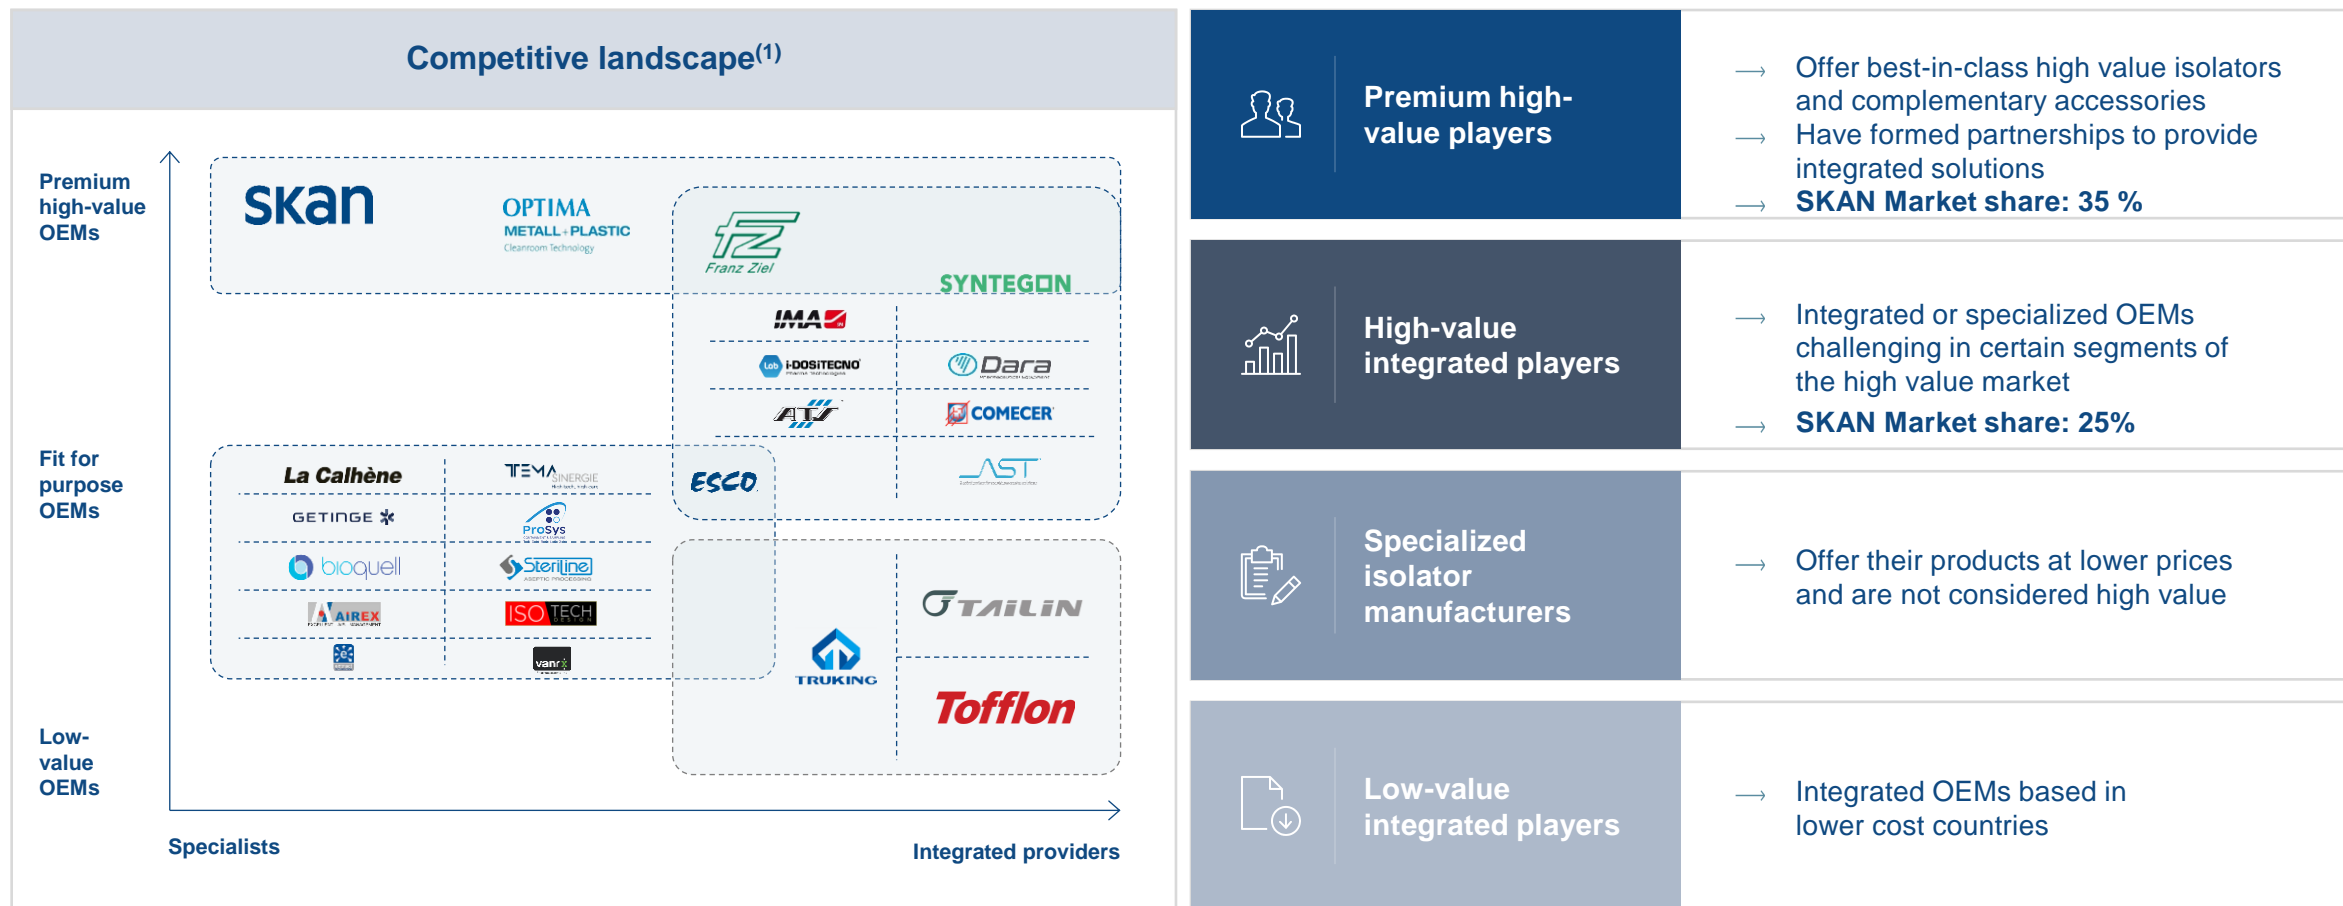 Competitive landscape(1)
Premium
high-value
OEMs
Fit for
purpose
OEMs
Low-
value
OEMs
Specialists
Integrated providers
skan
OPTIMA
METALL+PLASTIC
Cleanroom Technology
FZ
Franz Ziel
SYNTEGON
IMA
Lab i-DOSiTECNO
Dara
ATS
COMECER
AST
La Calhène
TEMA
SINERGIE
ESCO
GETINGE
ProSys
bioquell
Steriline
ASEPTIC PROCESSING
AIREX
ISO TECH
DESIGN
vanrx
TAiLiN
TRUKING
Tofflon
Premium high-
value players
Offer best-in-class high value isolators
and complementary accessories
Have formed partnerships to provide
integrated solutions
SKAN Market share: 35 %
High-value
integrated players
Integrated or specialized OEMs
challenging in certain segments of
the high value market
SKAN Market share: 25%
Specialized
isolator
manufacturers
Offer their products at lower prices
and are not considered high value
Low-value
integrated players
Integrated OEMs based in
lower cost countries